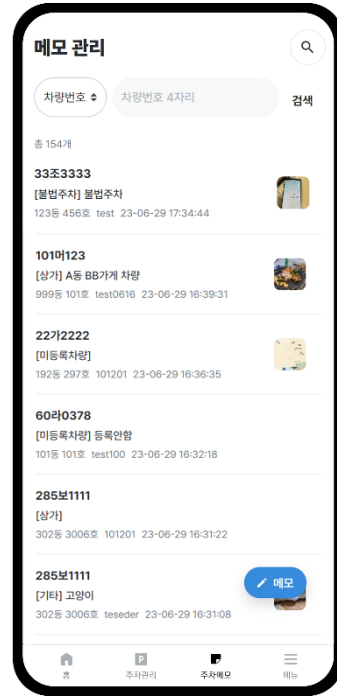 메모 관리
차량번호 차량번호 4자리 검색
총 154개
33조3333
[불법주차] 불법주차
123동 456호 test 23-06-29 17:34:44
101머123
[상가] A동 BB가게 차량
999동 101호 test0616 23-06-29 16:39:31
22가2222
[미등록차량]
192동 297호 101201 23-06-29 16:36:35
60라0378
[미등록차량] 등록안함
101동 101호 test100 23-06-29 16:32:18
285보1111
[상가]
302동 3006호 101201 23-06-29 16:31:22
285보1111
[기타] 고양이
302동 3006호 teseder 23-06-29 16:31:08
메모
P
홈 주차관리 주차메모 메뉴